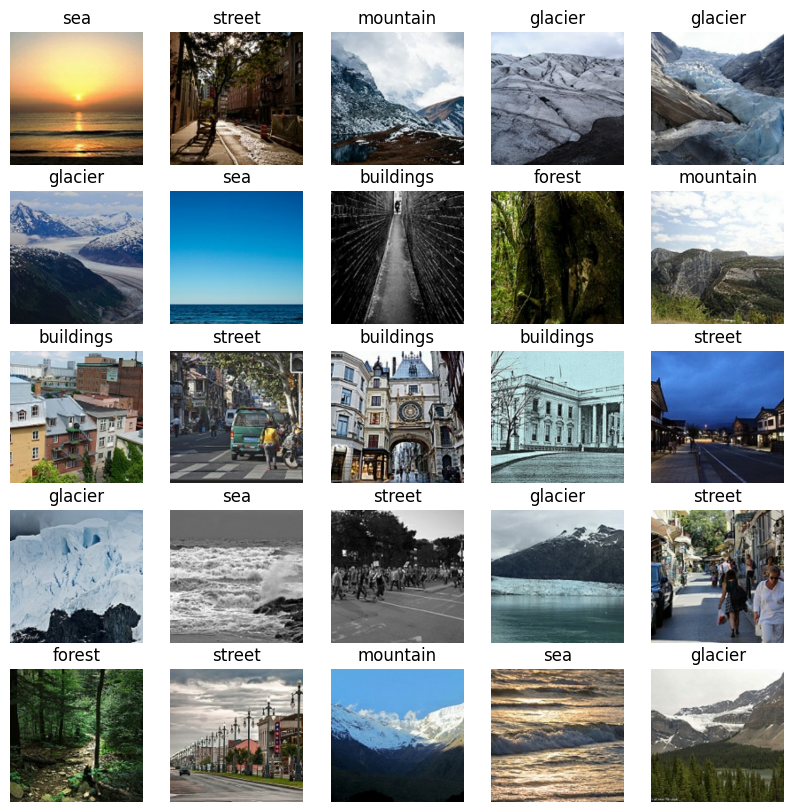 sea street mountain glacier glacier
glacier sea buildings forest mountain
buildings street buildings buildings street
glacier sea street glacier street
forest street mountain sea glacier